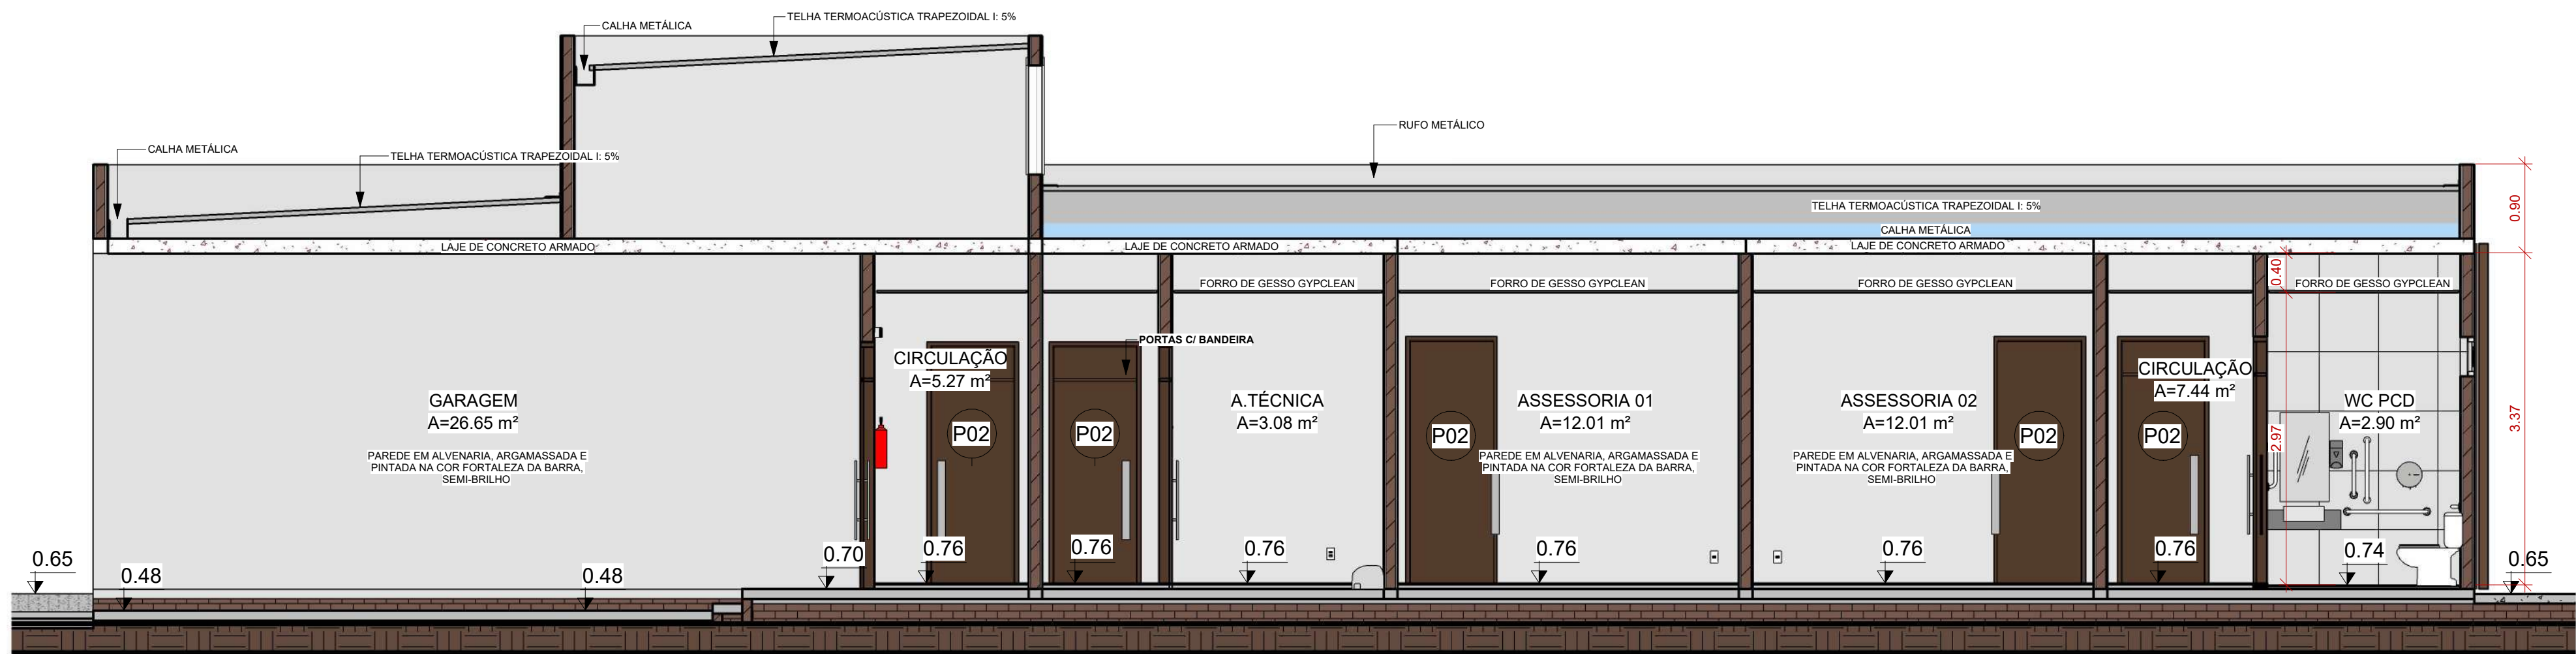 TELHA TERMOACÚSTICA TRAPEZOIDAL I: 5%
CALHA METÁLICA
RUFO METÁLICO
CALHA METÁLICA
TELHA TERMOACÚSTICA TRAPEZOIDAL I: 5%
TELHA TERMOACÚSTICA TRAPEZOIDAL I: 5%
0.90
CALHA METÁLICA
LAJE DE CONCRETO ARMADO
LAJE DE CONCRETO ARMADO
LAJE DE CONCRETO ARMADO
0.40
FORRO DE GESSO GYPCLEAN
FORRO DE GESSO GYPCLEAN
FORRO DE GESSO GYPCLEAN
FORRO DE GESSO GYPCLEAN
PORTAS C/ BANDEIRA
CIRCULAÇÃO
A=5.27 m²
CIRCULAÇÃO
A=7.44 m²
GARAGEM
A=26.65 m²
PAREDE EM ALVENARIA, ARGAMASSADA E
PINTADA NA COR FORTALEZA DA BARRA,
SEMI-BRILHO
P02
P02
A.TÉCNICA
A=3.08 m²
P02
ASSESSORIA 01
A=12.01 m²
PAREDE EM ALVENARIA, ARGAMASSADA E
PINTADA NA COR FORTALEZA DA BARRA,
SEMI-BRILHO
ASSESSORIA 02
A=12.01 m²
PAREDE EM ALVENARIA, ARGAMASSADA E
PINTADA NA COR FORTALEZA DA BARRA,
SEMI-BRILHO
P02
P02
WC PCD
A=2.90 m²
2.97
3.37
0.65
0.48
0.48
0.70
0.76
0.76
0.76
0.76
0.76
0.76
0.74
0.65